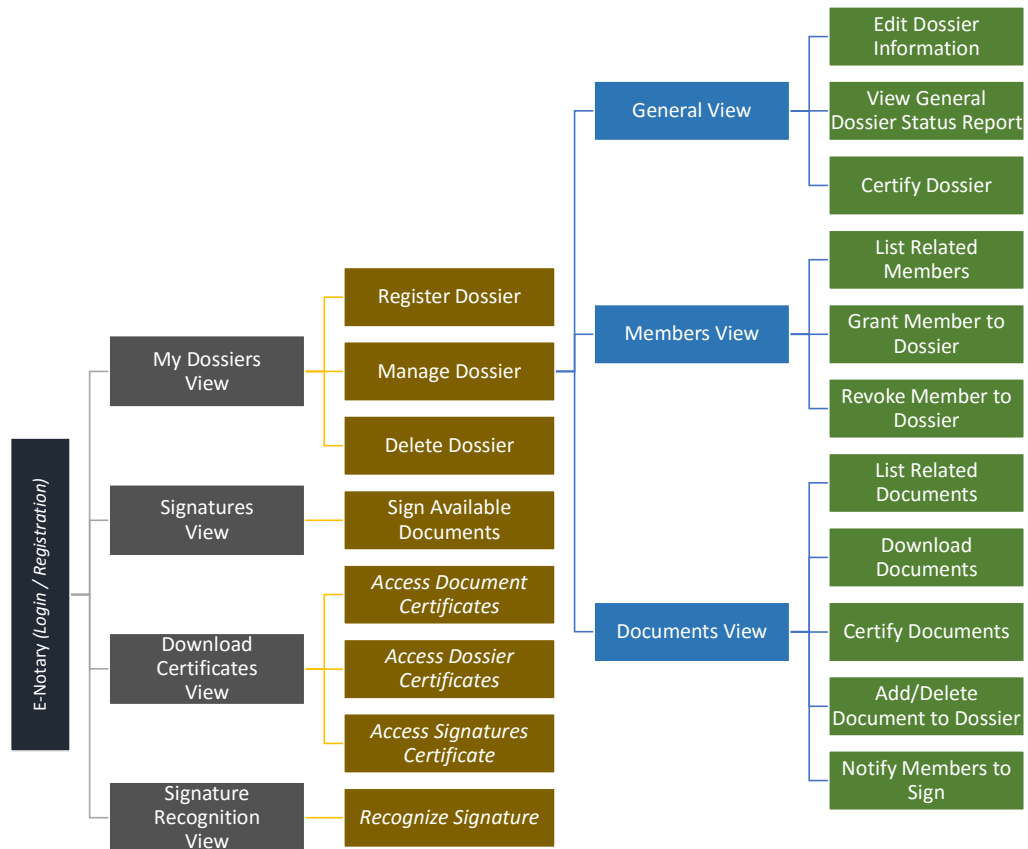 E-Notary (Login / Registration)
My Dossiers
View
Signatures
View
Download
Certificates
View
Signature
Recognition
View
Register Dossier
Manage Dossier
Delete Dossier
Sign Available
Documents
Access Document
Certificates
Access Dossier
Certificates
Access Signatures
Certificate
Recognize Signature
General View
Members View
Documents View
Edit Dossier
Information
View General
Dossier Status Report
Certify Dossier
List Related
Members
Grant Member to
Dossier
Revoke Member to
Dossier
List Related
Documents
Download
Documents
Certify Documents
Add/Delete
Document to Dossier
Notify Members to
Sign